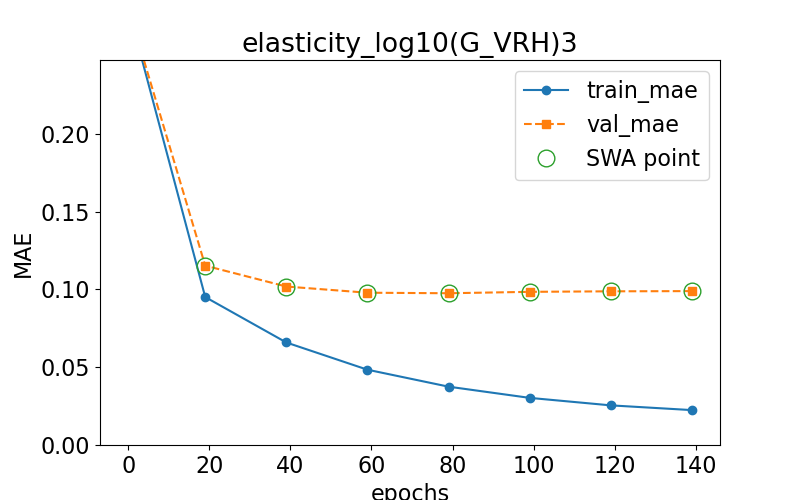 elasticity_log10(G_VRH)3
train_mae
val_mae
SWA point
MAE
0.20
0.15
0.10
0.05
0.00
0 20 40 60 80 100 120 140
epochs